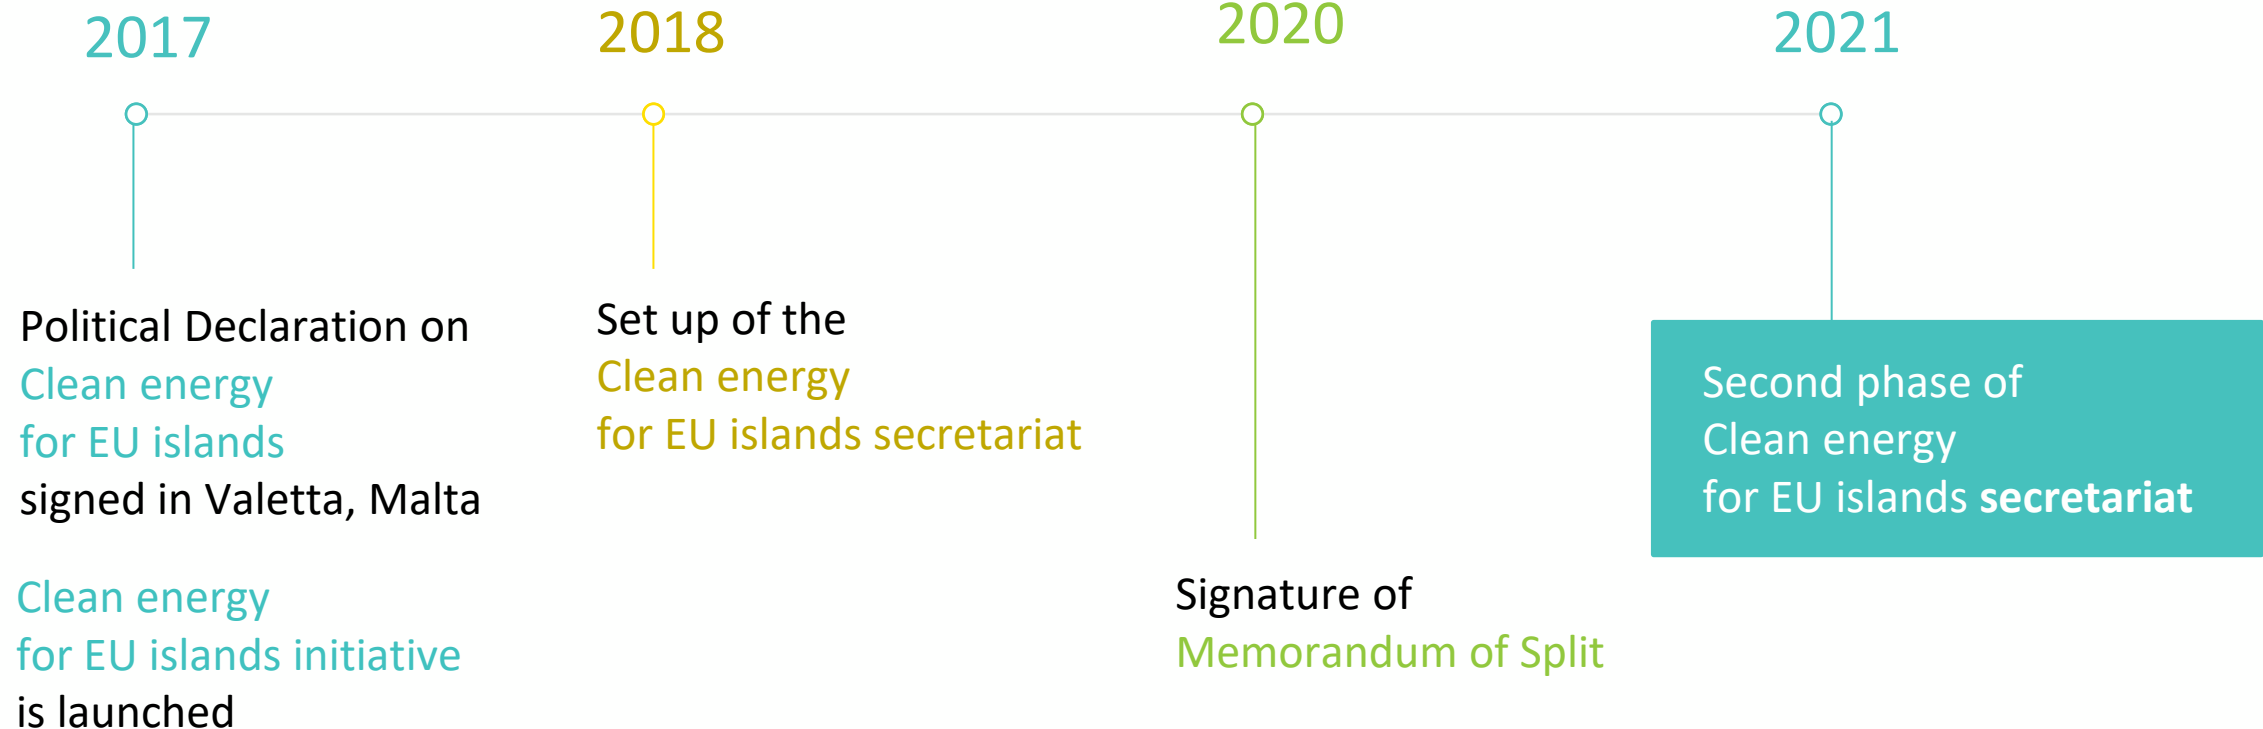 2017
Political Declaration on
Clean energy
for EU islands
signed in Valetta, Malta
Clean energy
for EU islands initiative
is launched
2018
Set up of the
Clean energy
for EU islands secretariat
2020
Signature of
Memorandum of Split
2021
Second phase of
Clean energy
for EU islands secretariat